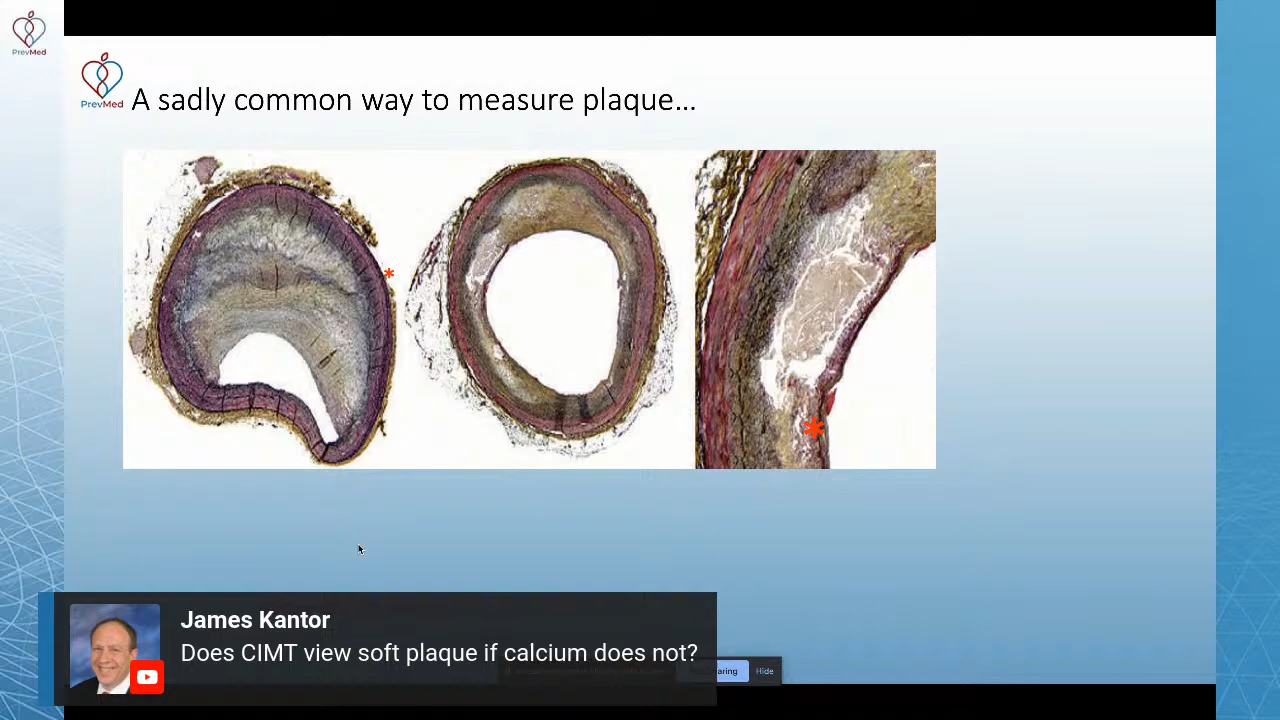 PrevMed
PrevMed
A sadly common way to measure plaque...
*
*
James Kantor
Does CIMT view soft plaque if calcium does not?
aring
Hide